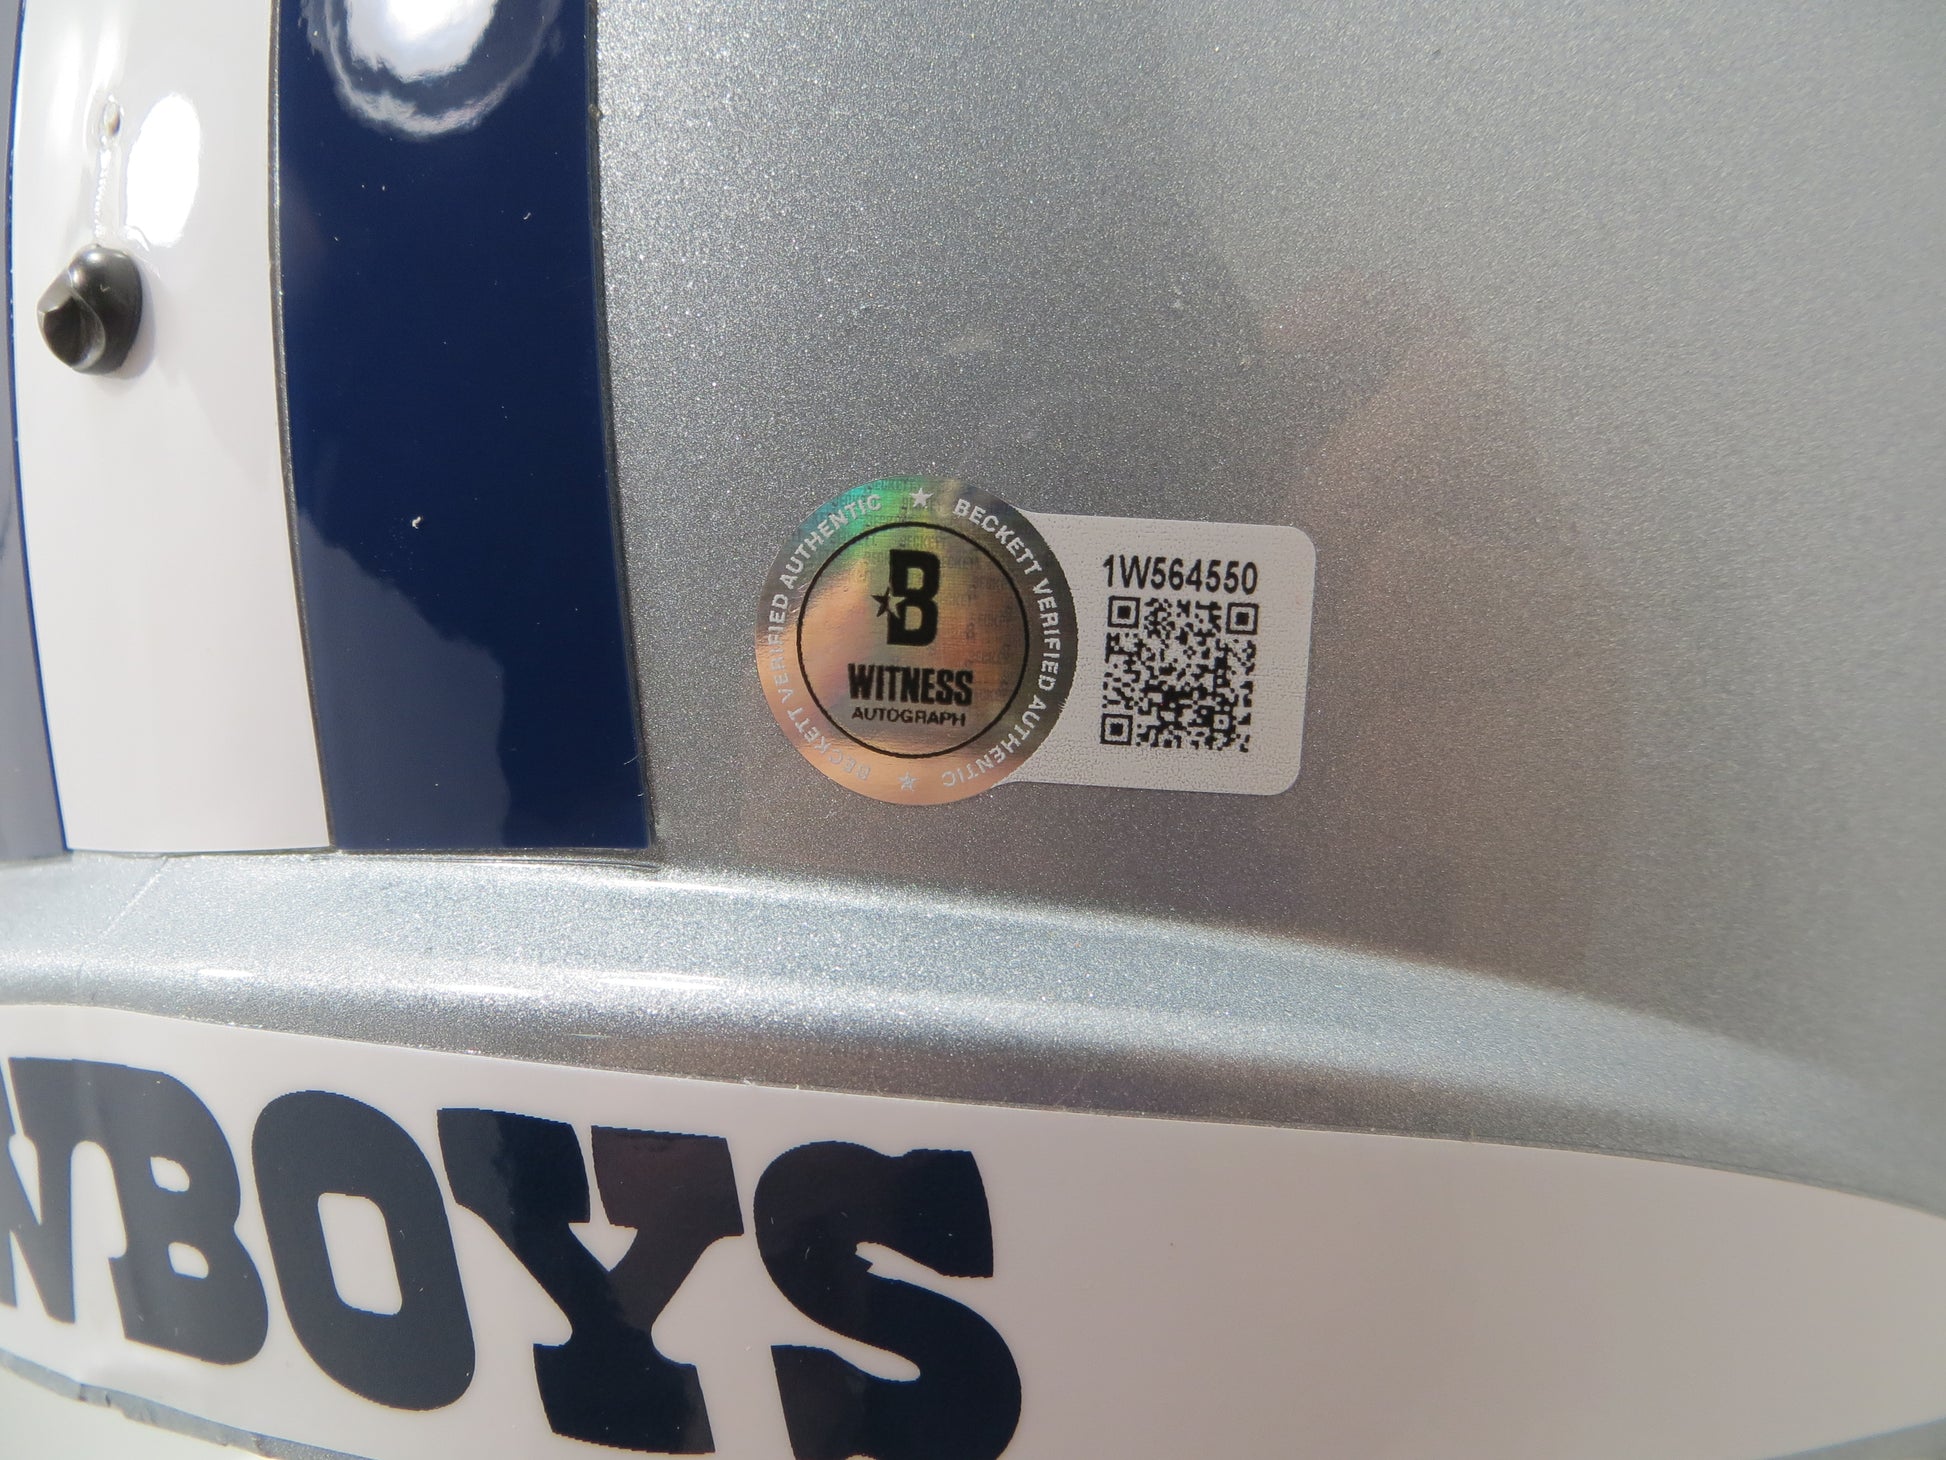 BECKETT VERIFIED AUTHENTIC ★ BECKETT VERIFIED AUTHENTIC ★
B
WITNESS
AUTOGRAPH
1W564550
WBOYS